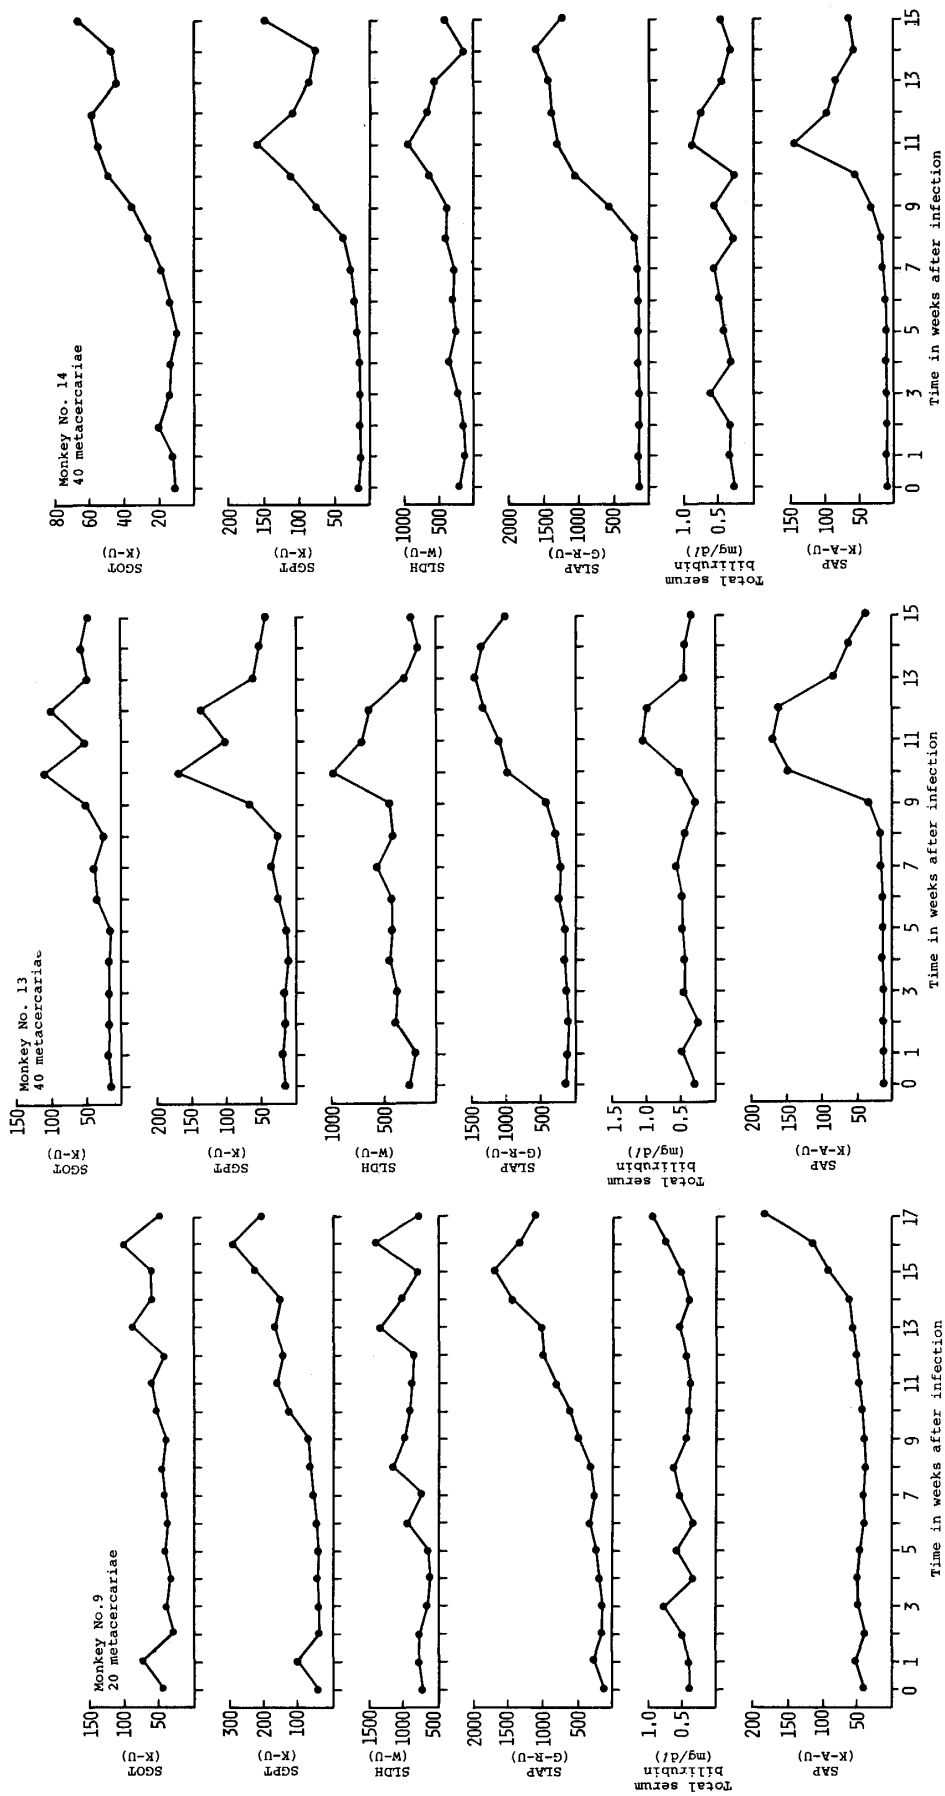 Monkey No.9
20 metacercariae
150
100
50
SGOT
(K-U)
300
200
100
SGPT
(K-U)
1500
1000
500
SLDH
(W-U)
2000
1500
1000
500
SLAP
(G-R-U)
1.0
0.5
Total serum
bilirubin
(mg/dl)
200
150
100
50
SAP
(K-A-U)
0 1 3 5 7 9 11 13 15 17
Time in weeks after infection
Monkey No. 13
40 metacercariae
150
100
50
SGOT
(K-U)
200
150
100
50
SGPT
(K-U)
1000
500
SLDH
(W-U)
1500
1000
500
SLAP
(G-R-U)
1.5
1.0
0.5
Total serum
bilirubin
(mg/dl)
200
150
100
50
SAP
(K-A-U)
0 1 3 5 7 9 11 13 15
Time in weeks after infection
Monkey No. 14
40 metacercariae
80
60
40
20
SGOT
(K-U)
200
150
100
50
SGPT
(K-U)
1000
500
SLDH
(W-U)
2000
1500
1000
5000
SLAP
(G-R-U)
1.0
0.5
Total serum
bilirubin
(mg/dl)
150
100
50
SAP
(K-A-U)
0 1 3 5 7 9 11 13 15
Time in weeks after infection